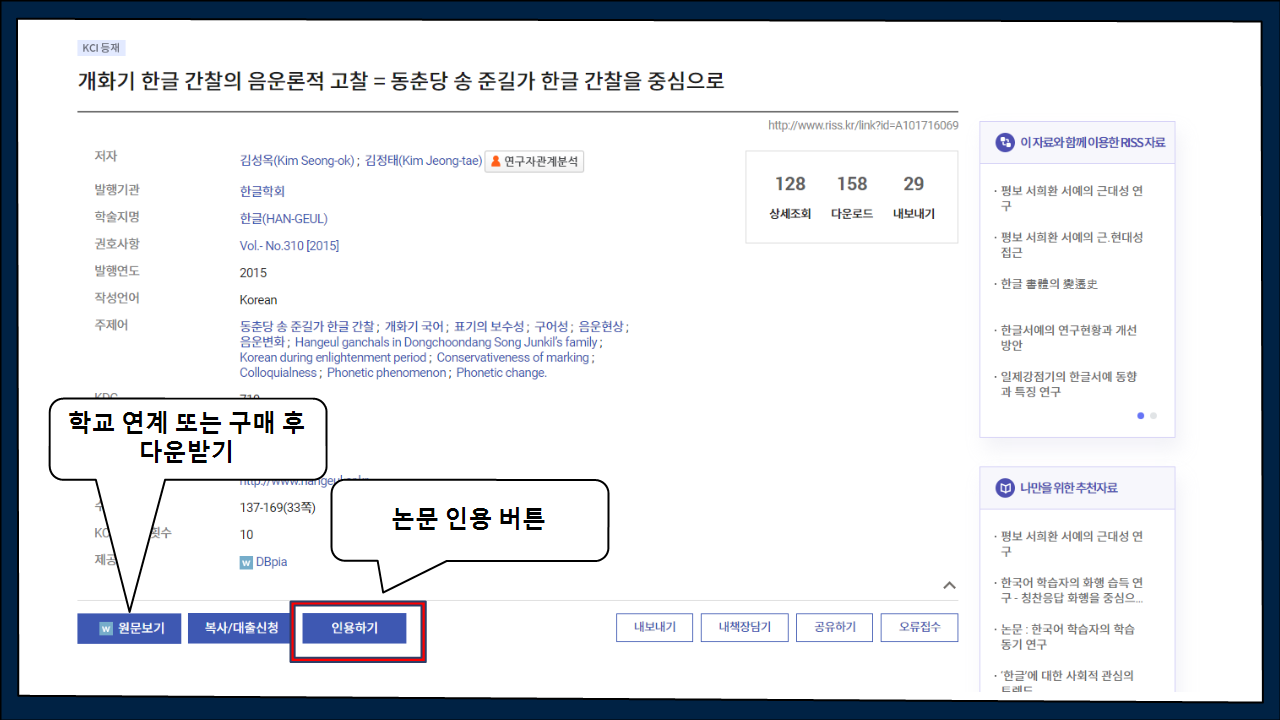 KCI 등재
개화기 한글 간찰의 음운론적 고찰 = 동춘당 송 준길가 한글 간찰을 중심으로
http://www.riss.kr/link?id=A101716069
저자
김성옥(Kim Seong-ok) ; 김정태(Kim Jeong-tae) 연구자관계분석
발행기관
한글학회
학술지명
한글(HAN-GEUL)
권호사항
Vol.- No.310 [2015]
발행연도
2015
작성언어
Korean
주제어
동춘당 송 준길가 한글 간찰 ; 개화기 국어 ; 표기의 보수성 ; 구어성 ; 음운현상 ;
음운변화 ; Hangeul ganchals in Dongchoondang Song Junkil's family ;
Korean during enlightenment period ; Conservativeness of marking ;
Colloquialness ; Phonetic phenomenon ; Phonetic change.
128 158 29
상세조회 다운로드 내보내기
학교 연계 또는 구매 후
다운받기
137-169(33쪽)
10
DBpia
논문 인용 버튼
원문보기
복사/대출신청
인용하기
내보내기
내책장담기
공유하기
오류접수
이 자료와 함께 이용한 RISS 자료
· 평보 서희환 서예의 근대성 연
구
· 평보 서희환 서예의 근.현대성
접근
· 한글 書體의 變遷史
· 한글서예의 연구현황과 개선
방안
· 일제강점기의 한글서예 동향
과 특징 연구
나만을 위한 추천자료
· 평보 서희환 서예의 근대성 연
구
· 한국어 학습자의 화행 습득 연
구 - 칭찬응답 화행을 중심으...
· 논문 : 한국어 학습자의 학습
동기 연구
· '한글'에 대한 사회적 관심의
트렌드